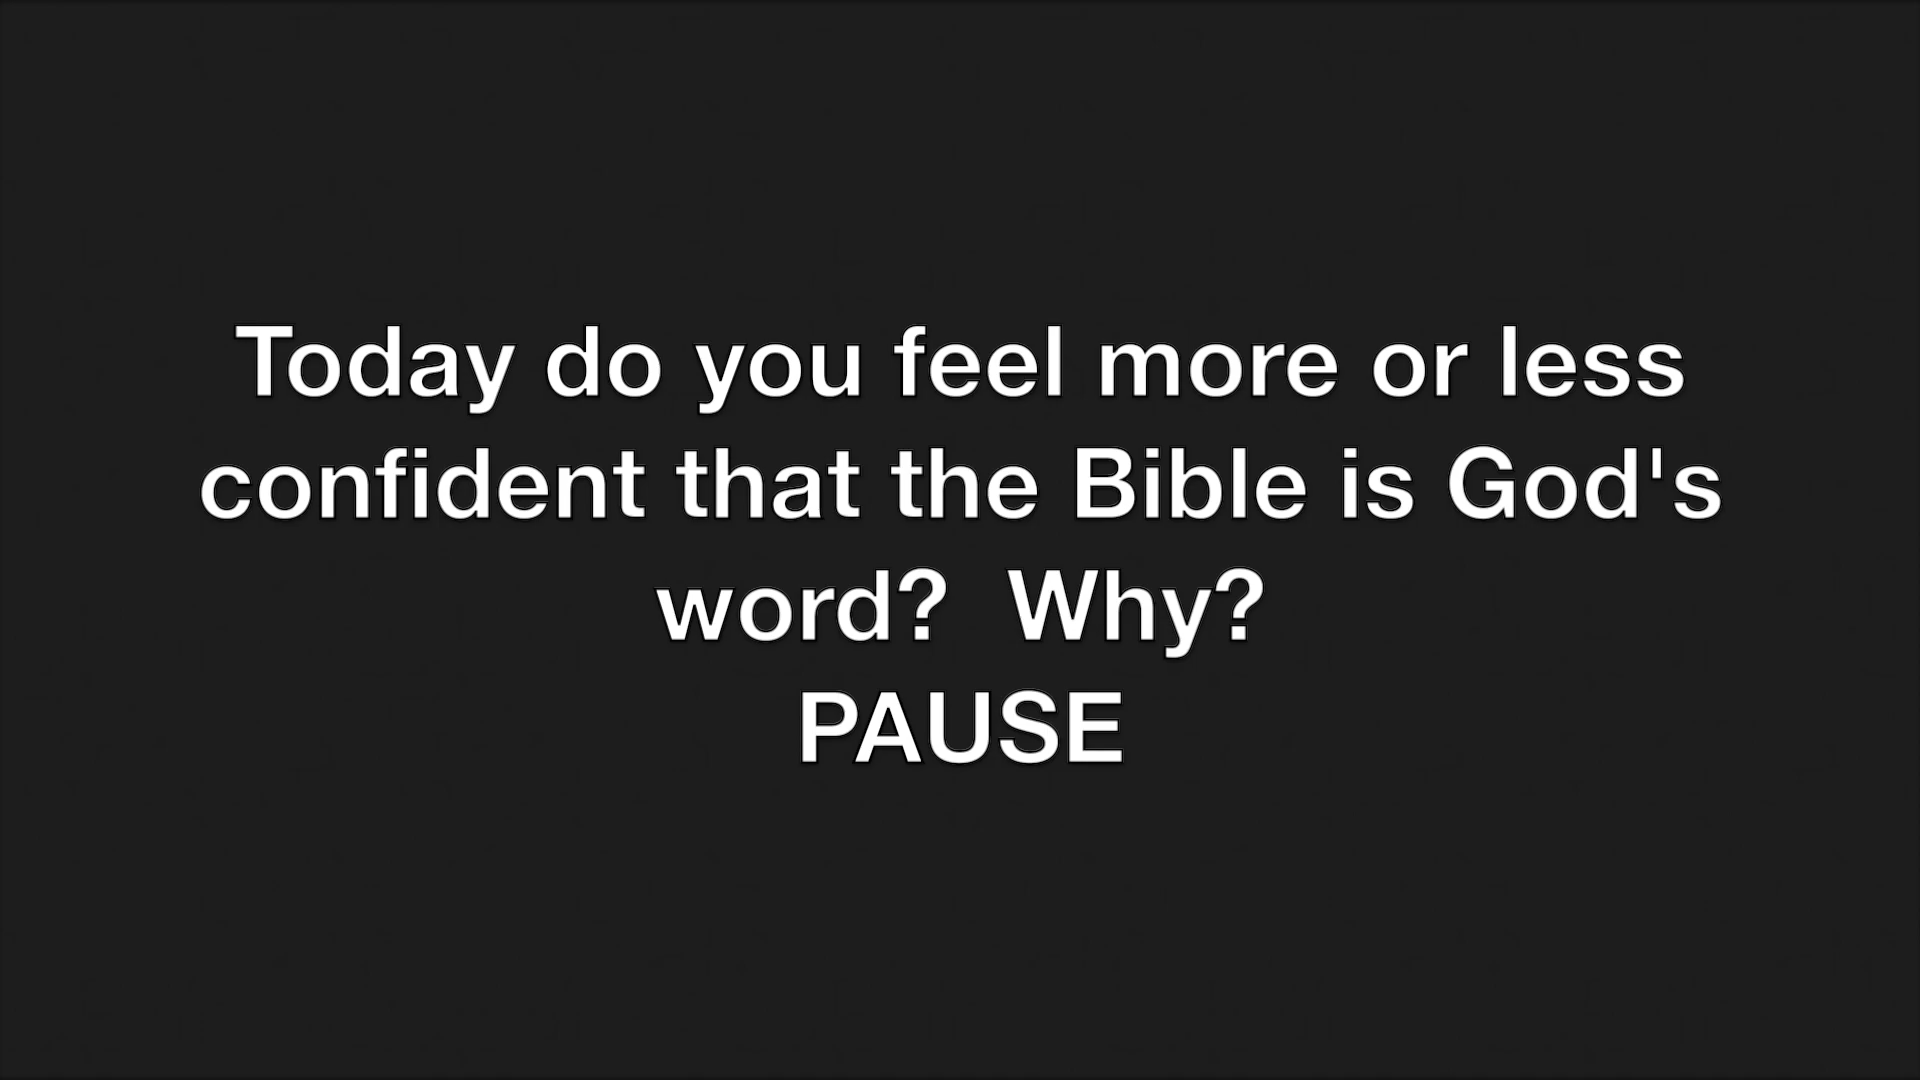 Today do you feel more or less
confident that the Bible is God's
word?  Why?
PAUSE